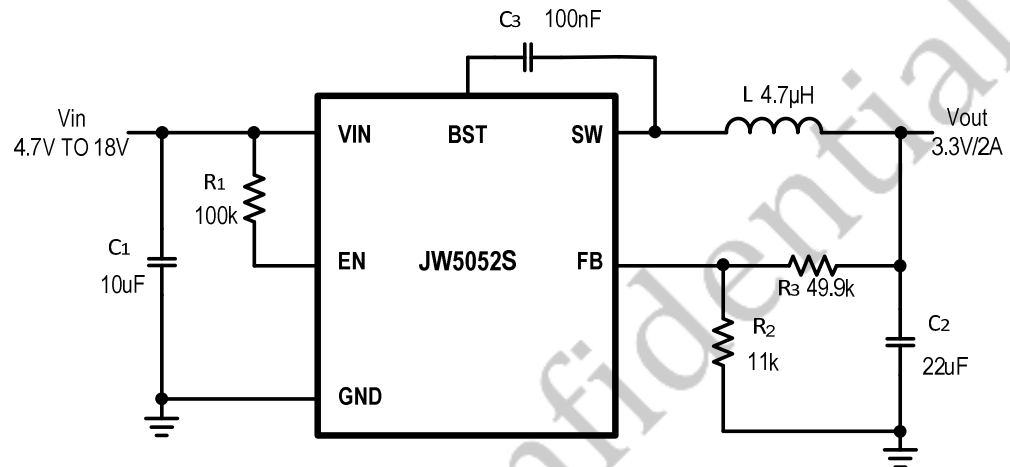 C3 100nF
L 4.7µH
Vin
4.7V TO 18V
VIN
BST
SW
Vout
3.3V/2A
R1
100k
C1
10uF
EN
JW5052S
FB
R3 49.9k
R2
11k
C2
22uF
GND
nfidential